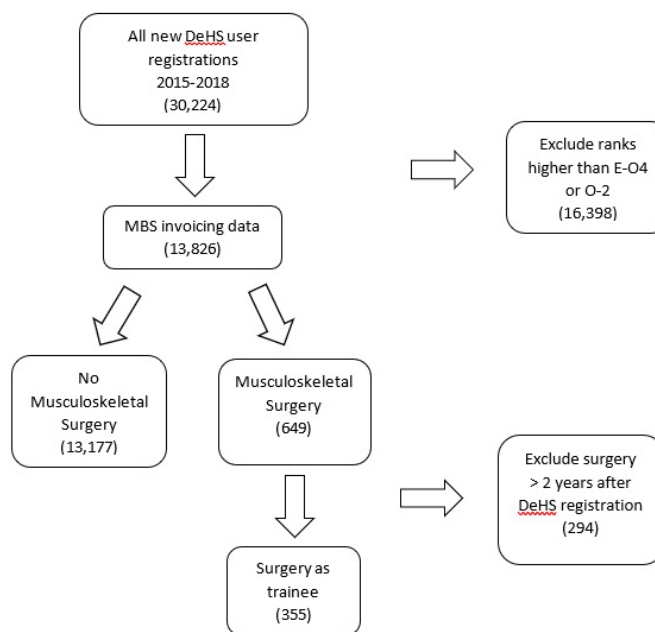 All new DeHS user
registrations
2015-2018
(30,224)
Exclude ranks
higher than E-O4
or O-2
(16,398)
MBS invoicing data
(13,826)
No
Musculoskeletal
Surgery
(13,177)
Musculoskeletal
Surgery
(649)
Exclude surgery
> 2 years after
DeHS registration
(294)
Surgery as
trainee
(355)